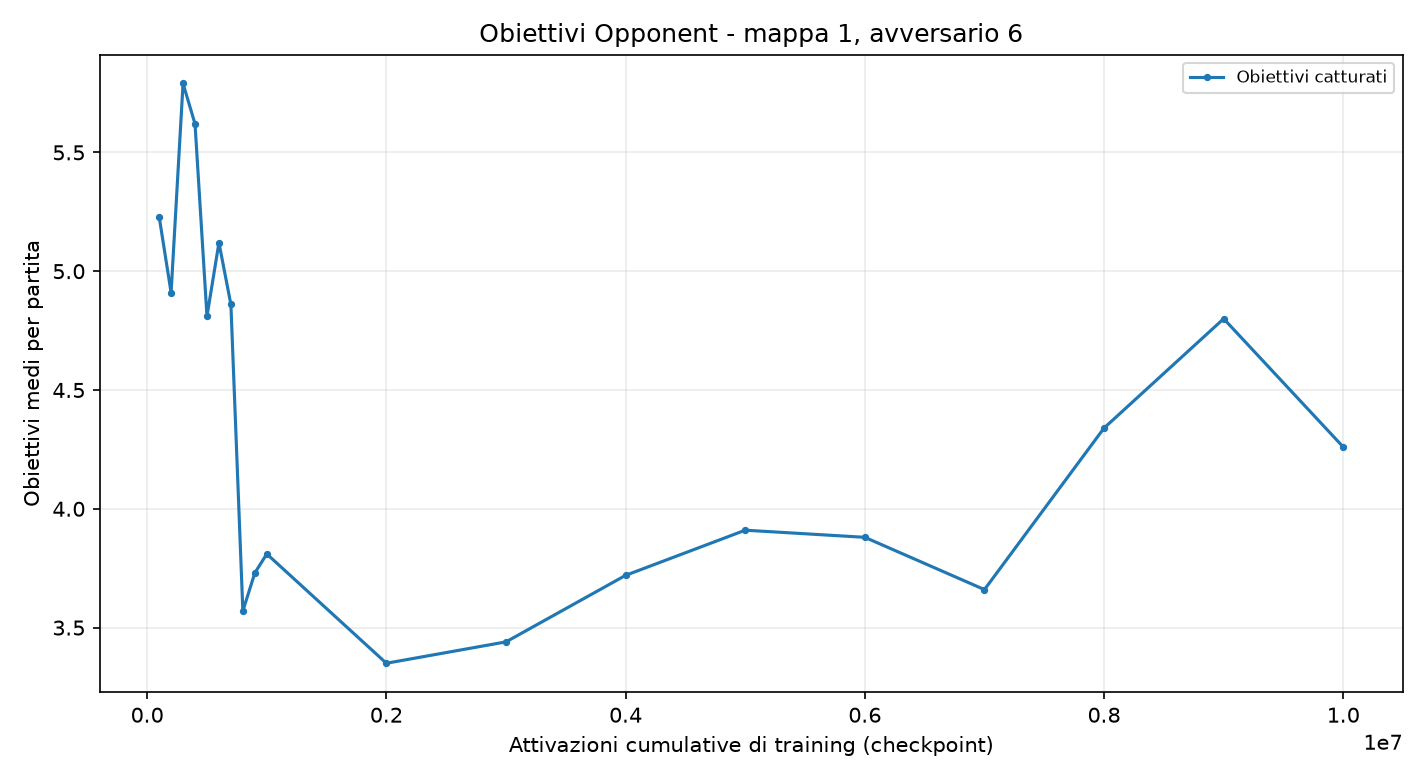 Obiettivi Opponent - mappa 1, avversario 6
Obiettivi catturati
Obiettivi medi per partita
5.5
5.0
4.5
4.0
3.5
0.0 0.2 0.4 0.6 0.8 1.0
1e7
Attivazioni cumulative di training (checkpoint)